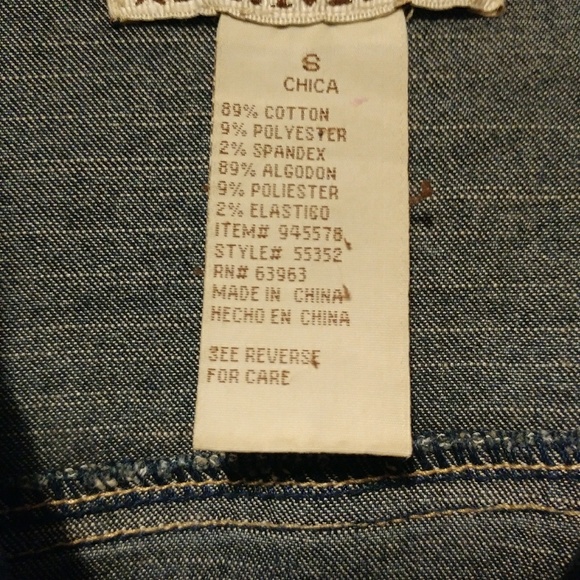 S
CHICA
89% COTTON
9% POLYESTER
2% SPANDEX
89% ALGODON
9% POLIESTER
2% ELASTICO
ITEM# 945578
STYLE# 55352
RN# 63963
MADE IN CHINA
HECHO EN CHINA
SEE REVERSE
FOR CARE